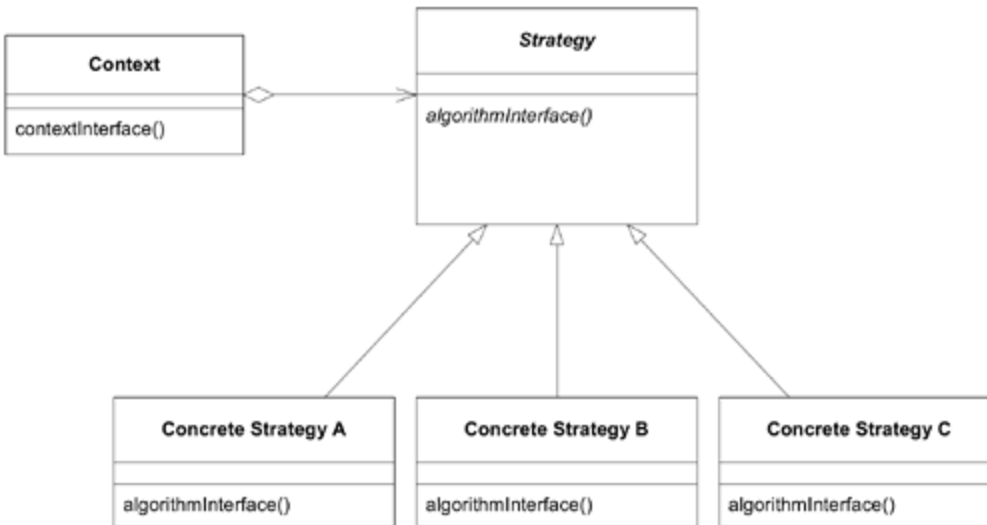 Strategy
Context
algorithmInterface()
contextInterface()
Concrete Strategy A
Concrete Strategy B
Concrete Strategy C
algorithmInterface()
algorithmInterface()
algorithmInterface()